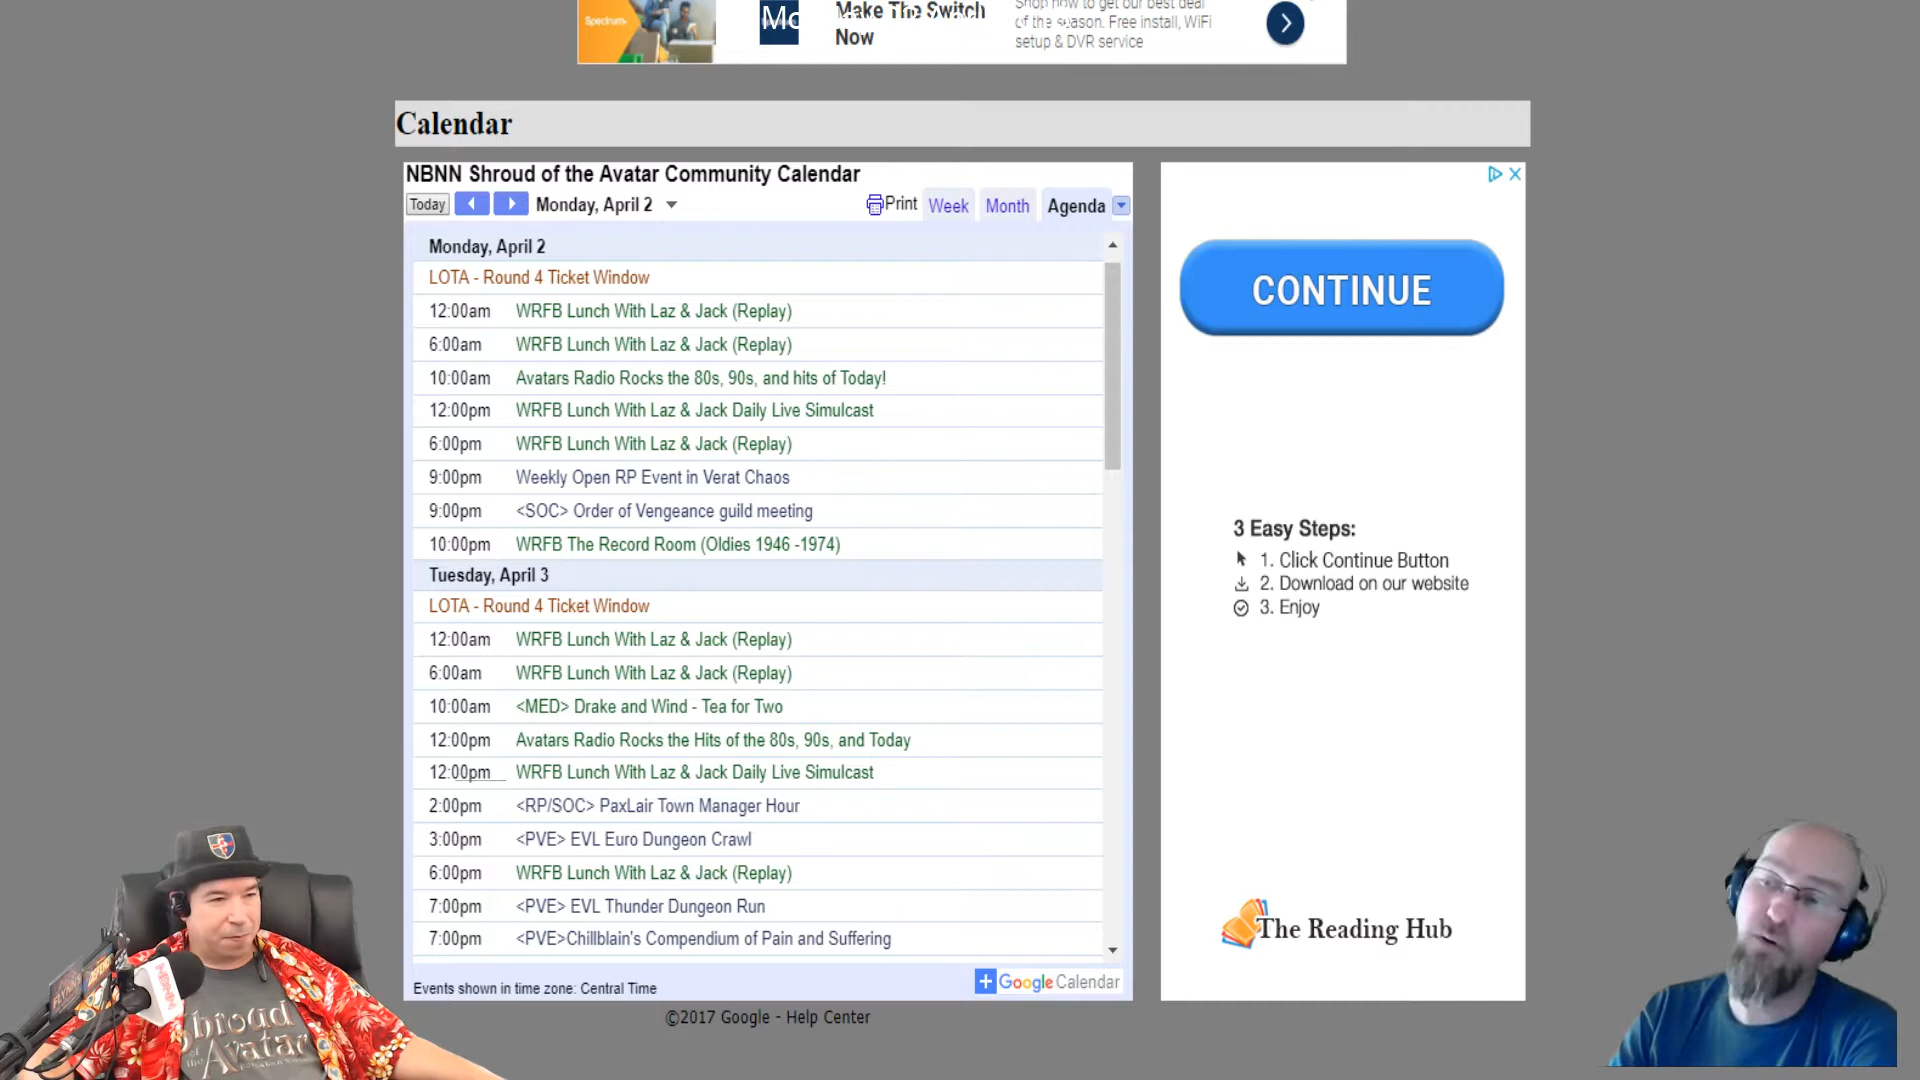 Spectrum
Make The Switch
Now
Shop now to get our best deal
of the season. Free install, WiFi
setup & DVR service
Calendar
NBNN Shroud of the Avatar Community Calendar
Today
Monday, April 2
Print
Week
Month
Agenda
Monday, April 2
LOTA - Round 4 Ticket Window
12:00am WRFB Lunch With Laz & Jack (Replay)
6:00am WRFB Lunch With Laz & Jack (Replay)
10:00am Avatars Radio Rocks the 80s, 90s, and hits of Today!
12:00pm WRFB Lunch With Laz & Jack Daily Live Simulcast
6:00pm WRFB Lunch With Laz & Jack (Replay)
9:00pm Weekly Open RP Event in Verat Chaos
9:00pm <SOC> Order of Vengeance guild meeting
10:00pm WRFB The Record Room (Oldies 1946 -1974)
Tuesday, April 3
LOTA - Round 4 Ticket Window
12:00am WRFB Lunch With Laz & Jack (Replay)
6:00am WRFB Lunch With Laz & Jack (Replay)
10:00am <MED> Drake and Wind - Tea for Two
12:00pm Avatars Radio Rocks the Hits of the 80s, 90s, and Today
12:00pm WRFB Lunch With Laz & Jack Daily Live Simulcast
2:00pm <RP/SOC> PaxLair Town Manager Hour
3:00pm <PVE> EVL Euro Dungeon Crawl
6:00pm WRFB Lunch With Laz & Jack (Replay)
7:00pm <PVE> EVL Thunder Dungeon Run
7:00pm <PVE>Chillblain's Compendium of Pain and Suffering
Events shown in time zone: Central Time
Google Calendar
©2017 Google - Help Center
CONTINUE
3 Easy Steps:
1. Click Continue Button
2. Download on our website
3. Enjoy
The Reading Hub
Shroud
of the
Avatar